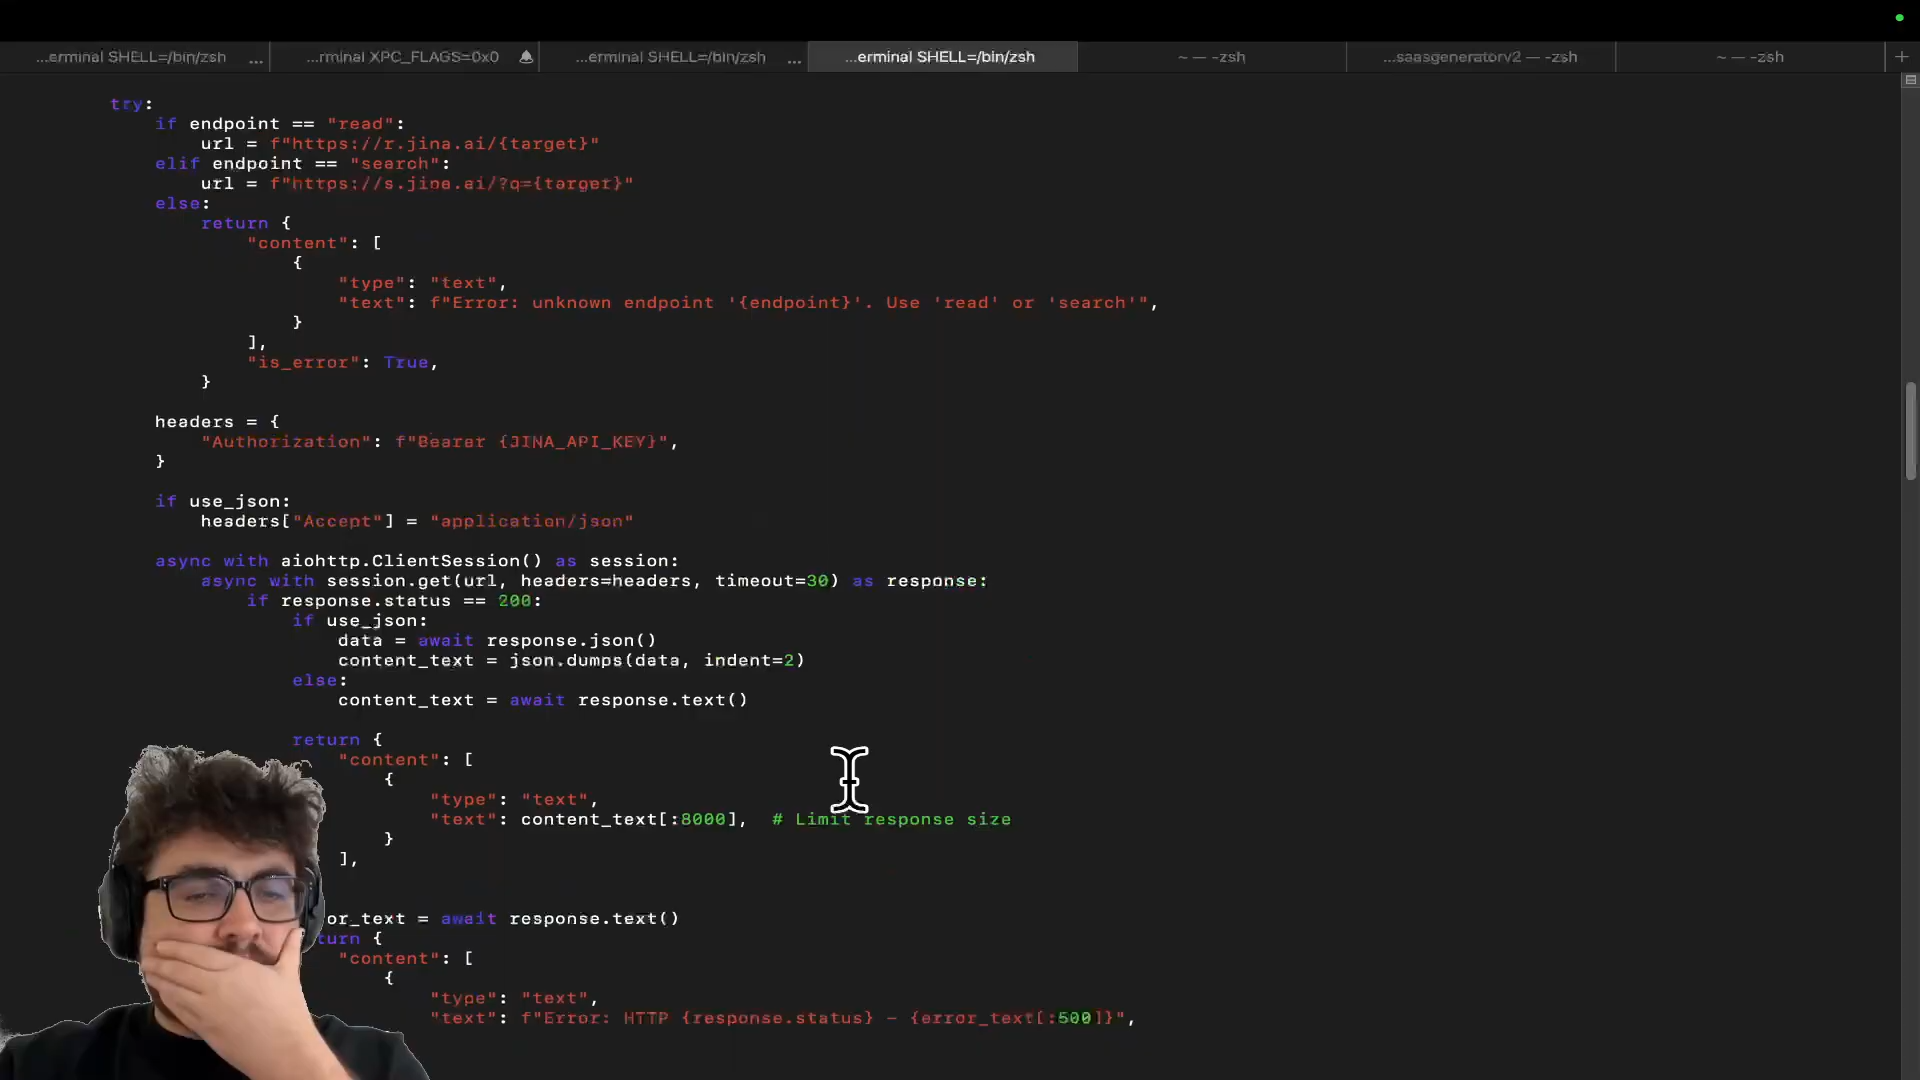 ...erminal SHELL=/bin/zsh ... ...rminal XPC_FLAGS=0x0 ...erminal SHELL=/bin/zsh ... ...erminal SHELL=/bin/zsh ~ — -zsh ...saasgeneratorv2 — -zsh ~ — -zsh +
try:
if endpoint == "read":
url = f"https://r.jina.ai/{target}"
elif endpoint == "search":
url = f"https://s.jina.ai/?q={target}"
else:
return {
"content": [
{
"type": "text",
"text": f"Error: unknown endpoint '{endpoint}'. Use 'read' or 'search'",
}
],
"is_error": True,
}
headers = {
"Authorization": f"Bearer {JINA_API_KEY}",
}
if use_json:
headers["Accept"] = "application/json"
async with aiohttp.ClientSession() as session:
async with session.get(url, headers=headers, timeout=30) as response:
if response.status == 200:
if use_json:
data = await response.json()
content_text = json.dumps(data, indent=2)
else:
content_text = await response.text()
return {
"content": [
{
"type": "text",
"text": content_text[:8000],  # Limit response size
}
],
or_text = await response.text()
turn {
"content": [
{
"type": "text",
"text": f"Error: HTTP {response.status} - {error_text[:500]}",